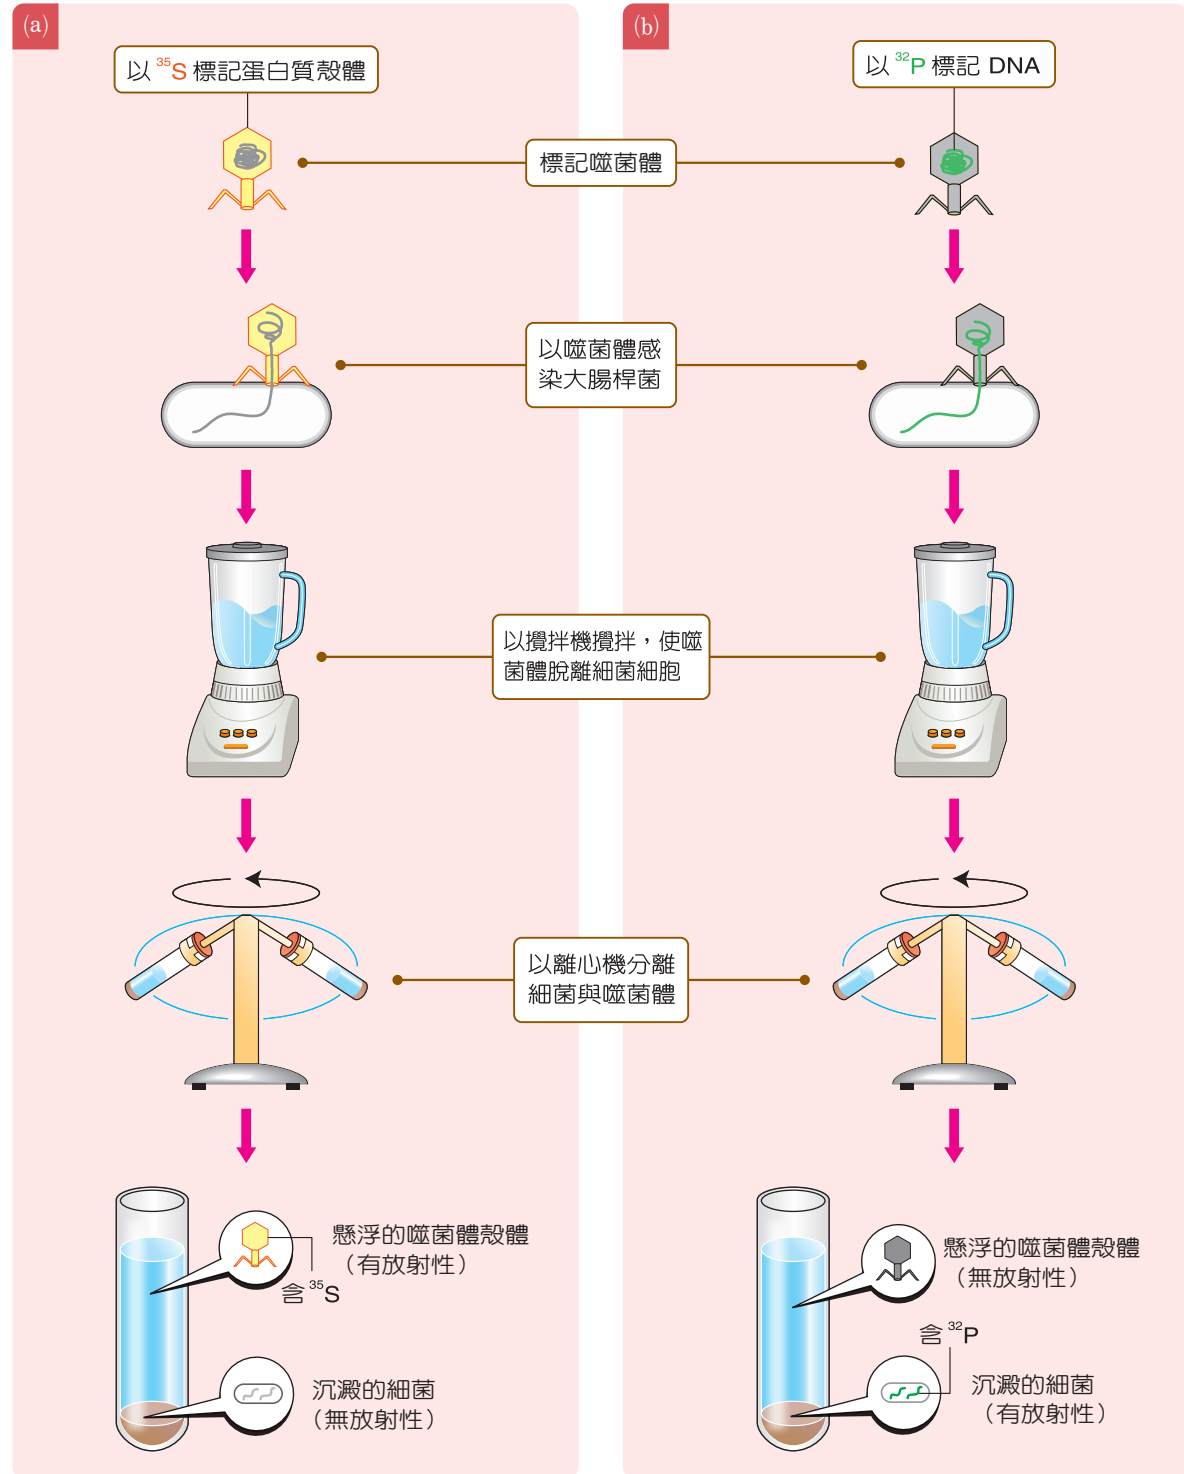 (a)
以 ³⁵S 標記蛋白質殼體
(b)
以 ³²P 標記 DNA
標記噬菌體
以噬菌體感
染大腸桿菌
以攪拌機攪拌，使噬
菌體脫離細菌細胞
以離心機分離
細菌與噬菌體
懸浮的噬菌體殼體
（有放射性）
含 ³⁵S
沉澱的細菌
（無放射性）
懸浮的噬菌體殼體
（無放射性）
含 ³²P
沉澱的細菌
（有放射性）